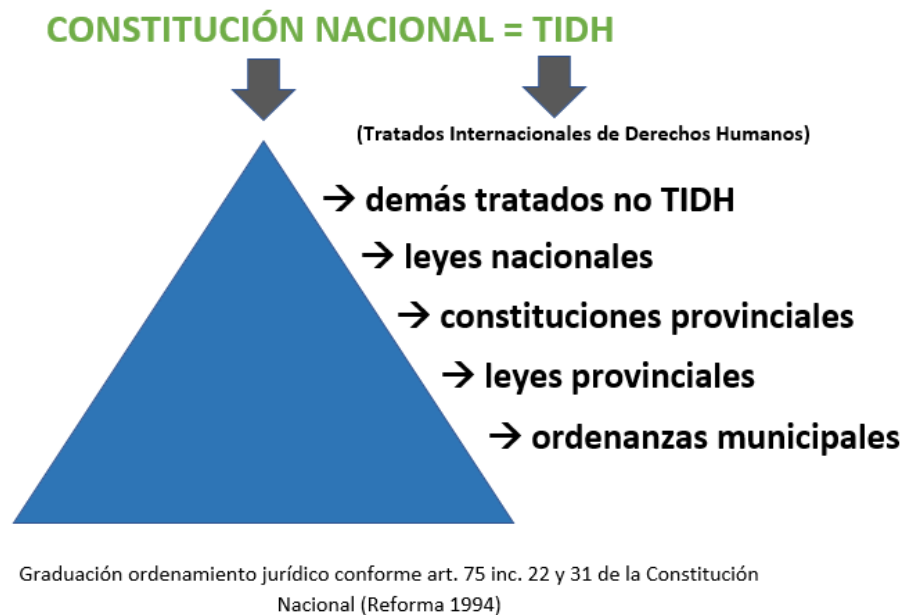 CONSTITUCIÓN NACIONAL = TIDH
(Tratados Internacionales de Derechos Humanos)
→ demás tratados no TIDH
→ leyes nacionales
→ constituciones provinciales
→ leyes provinciales
→ ordenanzas municipales
Graduación ordenamiento jurídico conforme art. 75 inc. 22 y 31 de la Constitución
Nacional (Reforma 1994)